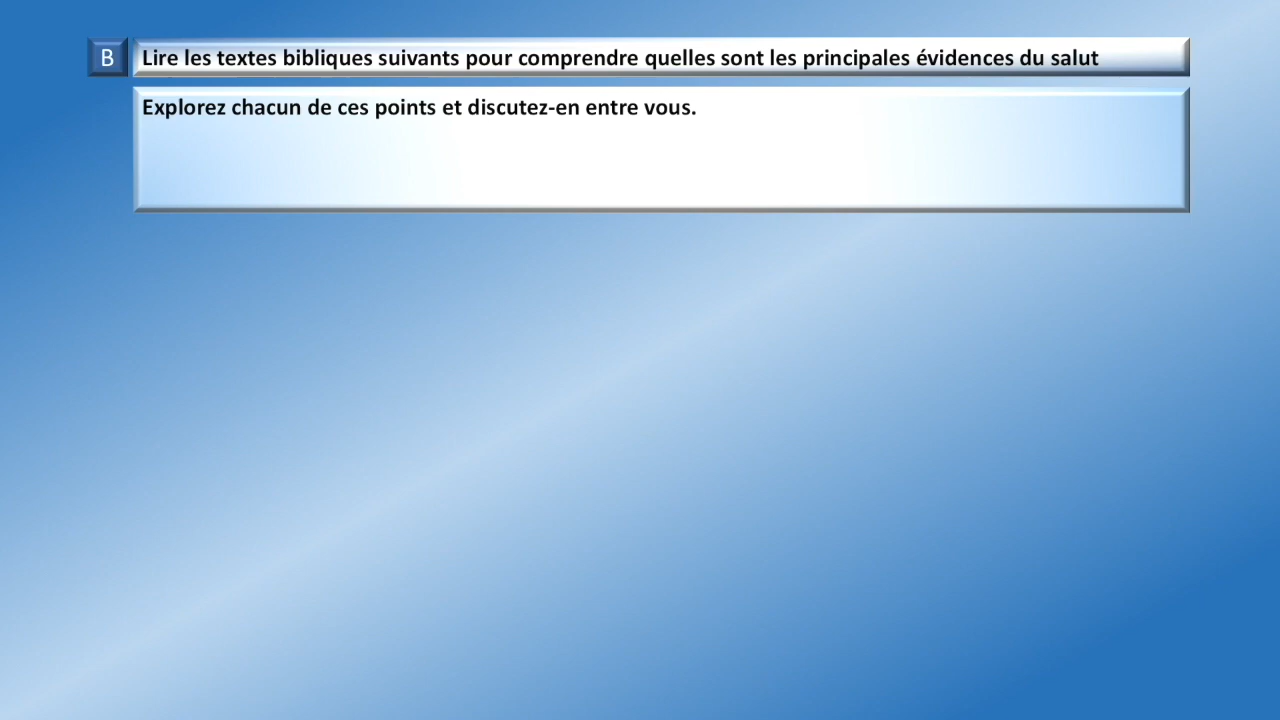 B Lire les textes bibliques suivants pour comprendre quelles sont les principales évidences du salut
Explorez chacun de ces points et discutez-en entre vous.